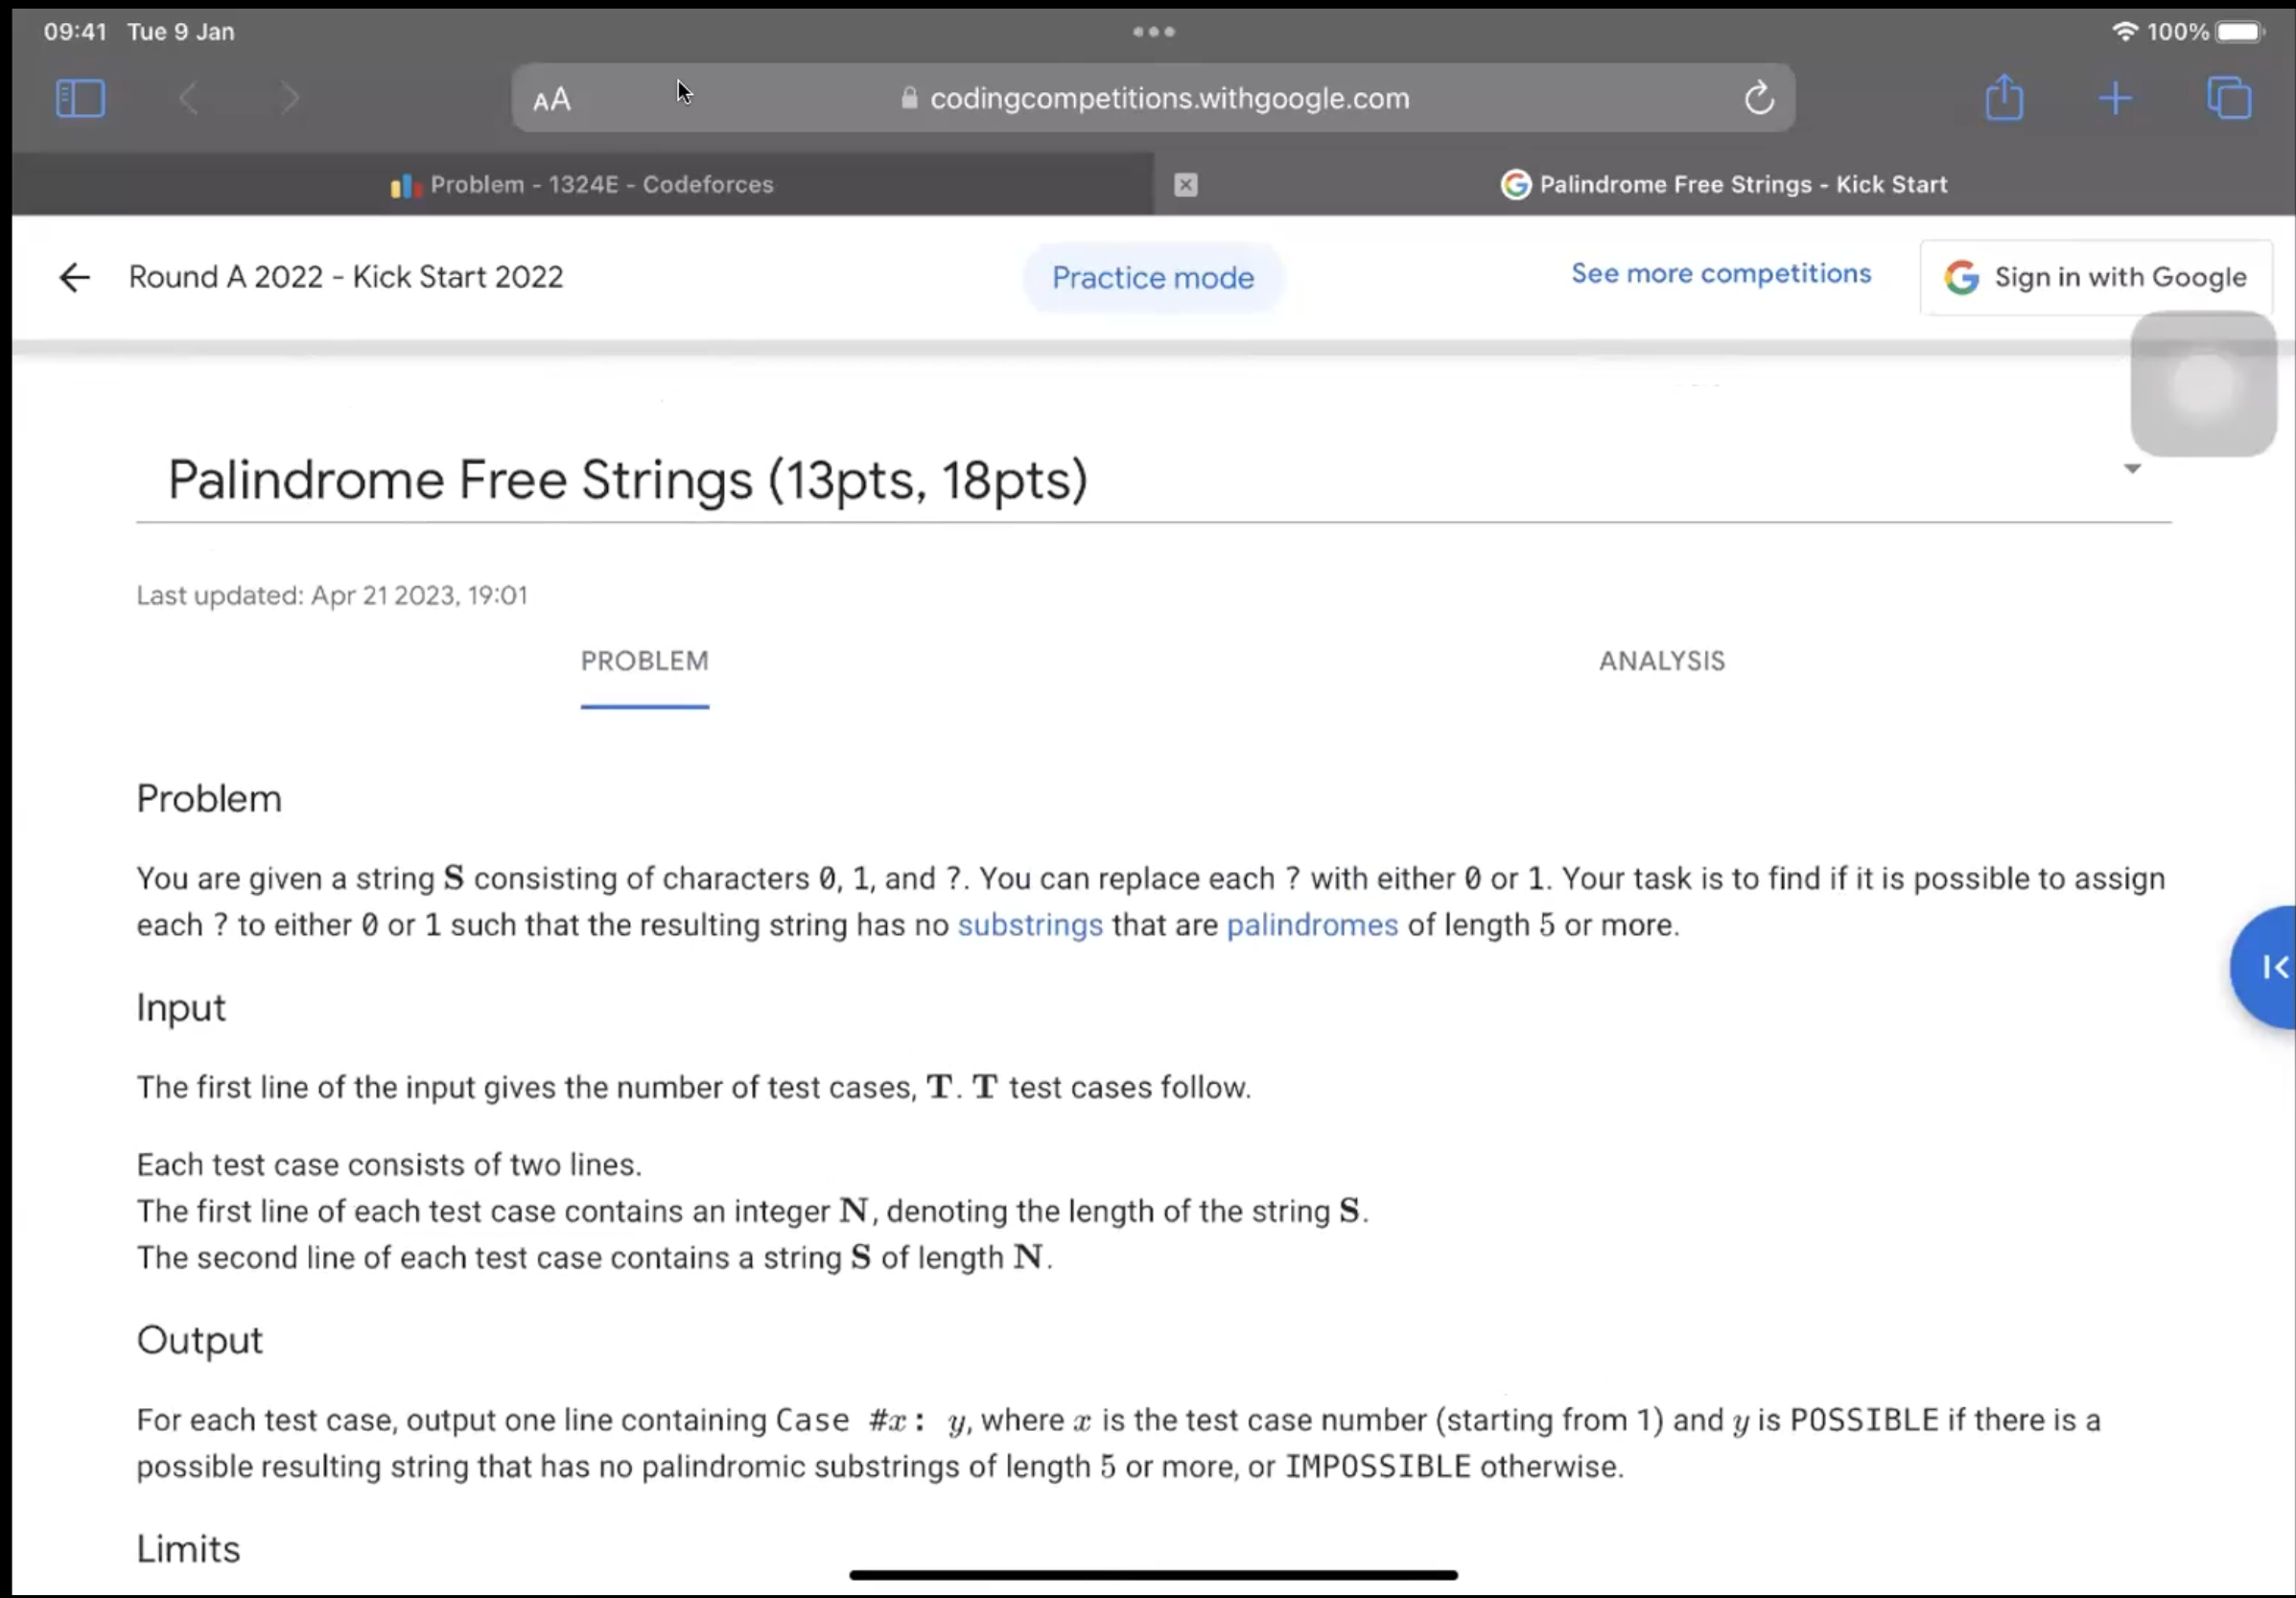 09:41 Tue 9 Jan
100%
AA
codingcompetitions.withgoogle.com
Problem - 1324E - Codeforces
Palindrome Free Strings - Kick Start
Round A 2022 - Kick Start 2022
Practice mode
See more competitions
Sign in with Google
Palindrome Free Strings (13pts, 18pts)
Last updated: Apr 21 2023, 19:01
PROBLEM
ANALYSIS
Problem
You are given a string S consisting of characters 0, 1, and ?. You can replace each ? with either 0 or 1. Your task is to find if it is possible to assign
each ? to either 0 or 1 such that the resulting string has no substrings that are palindromes of length 5 or more.
Input
The first line of the input gives the number of test cases, T. T test cases follow.
Each test case consists of two lines.
The first line of each test case contains an integer N, denoting the length of the string S.
The second line of each test case contains a string S of length N.
Output
For each test case, output one line containing Case #x: y, where x is the test case number (starting from 1) and y is POSSIBLE if there is a
possible resulting string that has no palindromic substrings of length 5 or more, or IMPOSSIBLE otherwise.
Limits